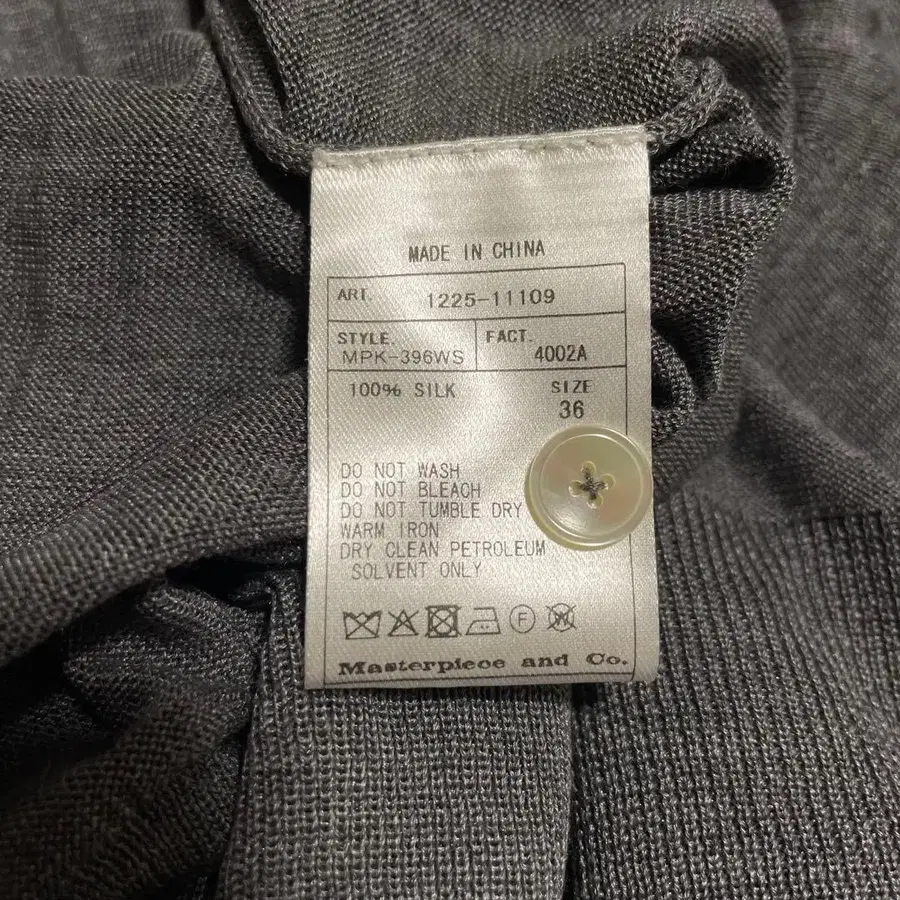 MADE IN CHINA
ART. 1225-11109
STYLE. MPK-396WS FACT. 4002A
100% SILK SIZE 36
DO NOT WASH
DO NOT BLEACH
DO NOT TUMBLE DRY
WARM IRON
DRY CLEAN PETROLEUM
SOLVENT ONLY
F W
Masterpiece and Co.